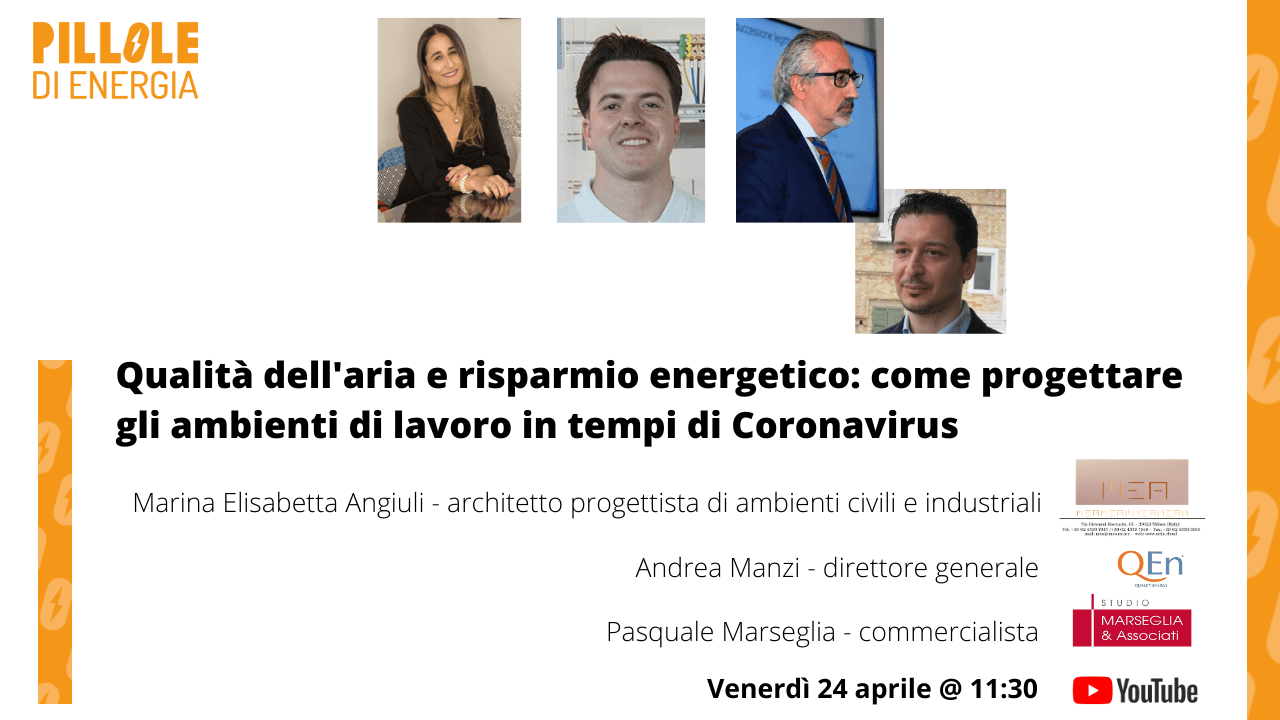 PILLOLE
DI ENERGIA
Qualità dell'aria e risparmio energetico: come progettare
gli ambienti di lavoro in tempi di Coronavirus
Marina Elisabetta Angiuli - architetto progettista di ambienti civili e industriali
MEA
Andrea Manzi - direttore generale
QEn
QUALITY ENERGY
STUDIO
MARSEGLIA
& Associati
Pasquale Marseglia - commercialista
Venerdì 24 aprile @ 11:30
YouTube